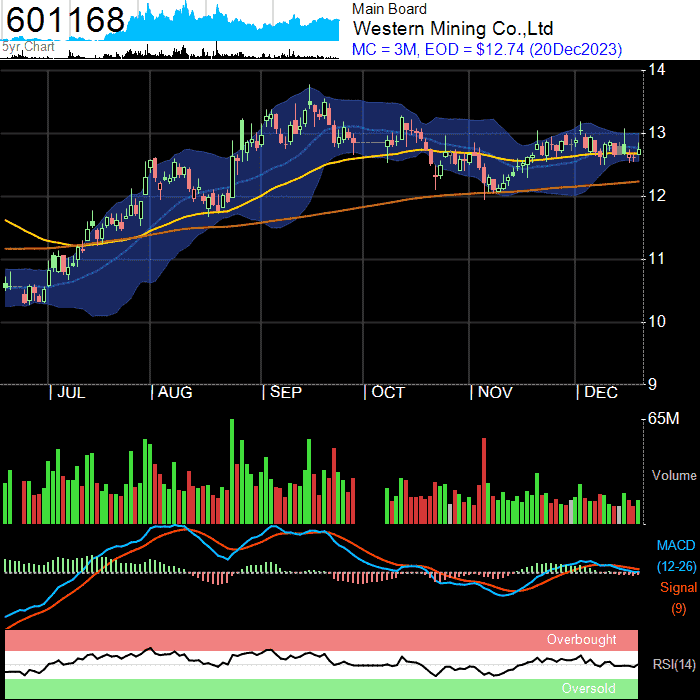 601168
5yr Chart
Main Board
Western Mining Co.,Ltd
MC = 3M, EOD = $12.74 (20Dec2023)
14
13
12
11
10
9
JUL AUG SEP OCT NOV DEC
65M
Volume
MACD
(12-26)
Signal
(9)
Overbought
RSI(14)
Oversold